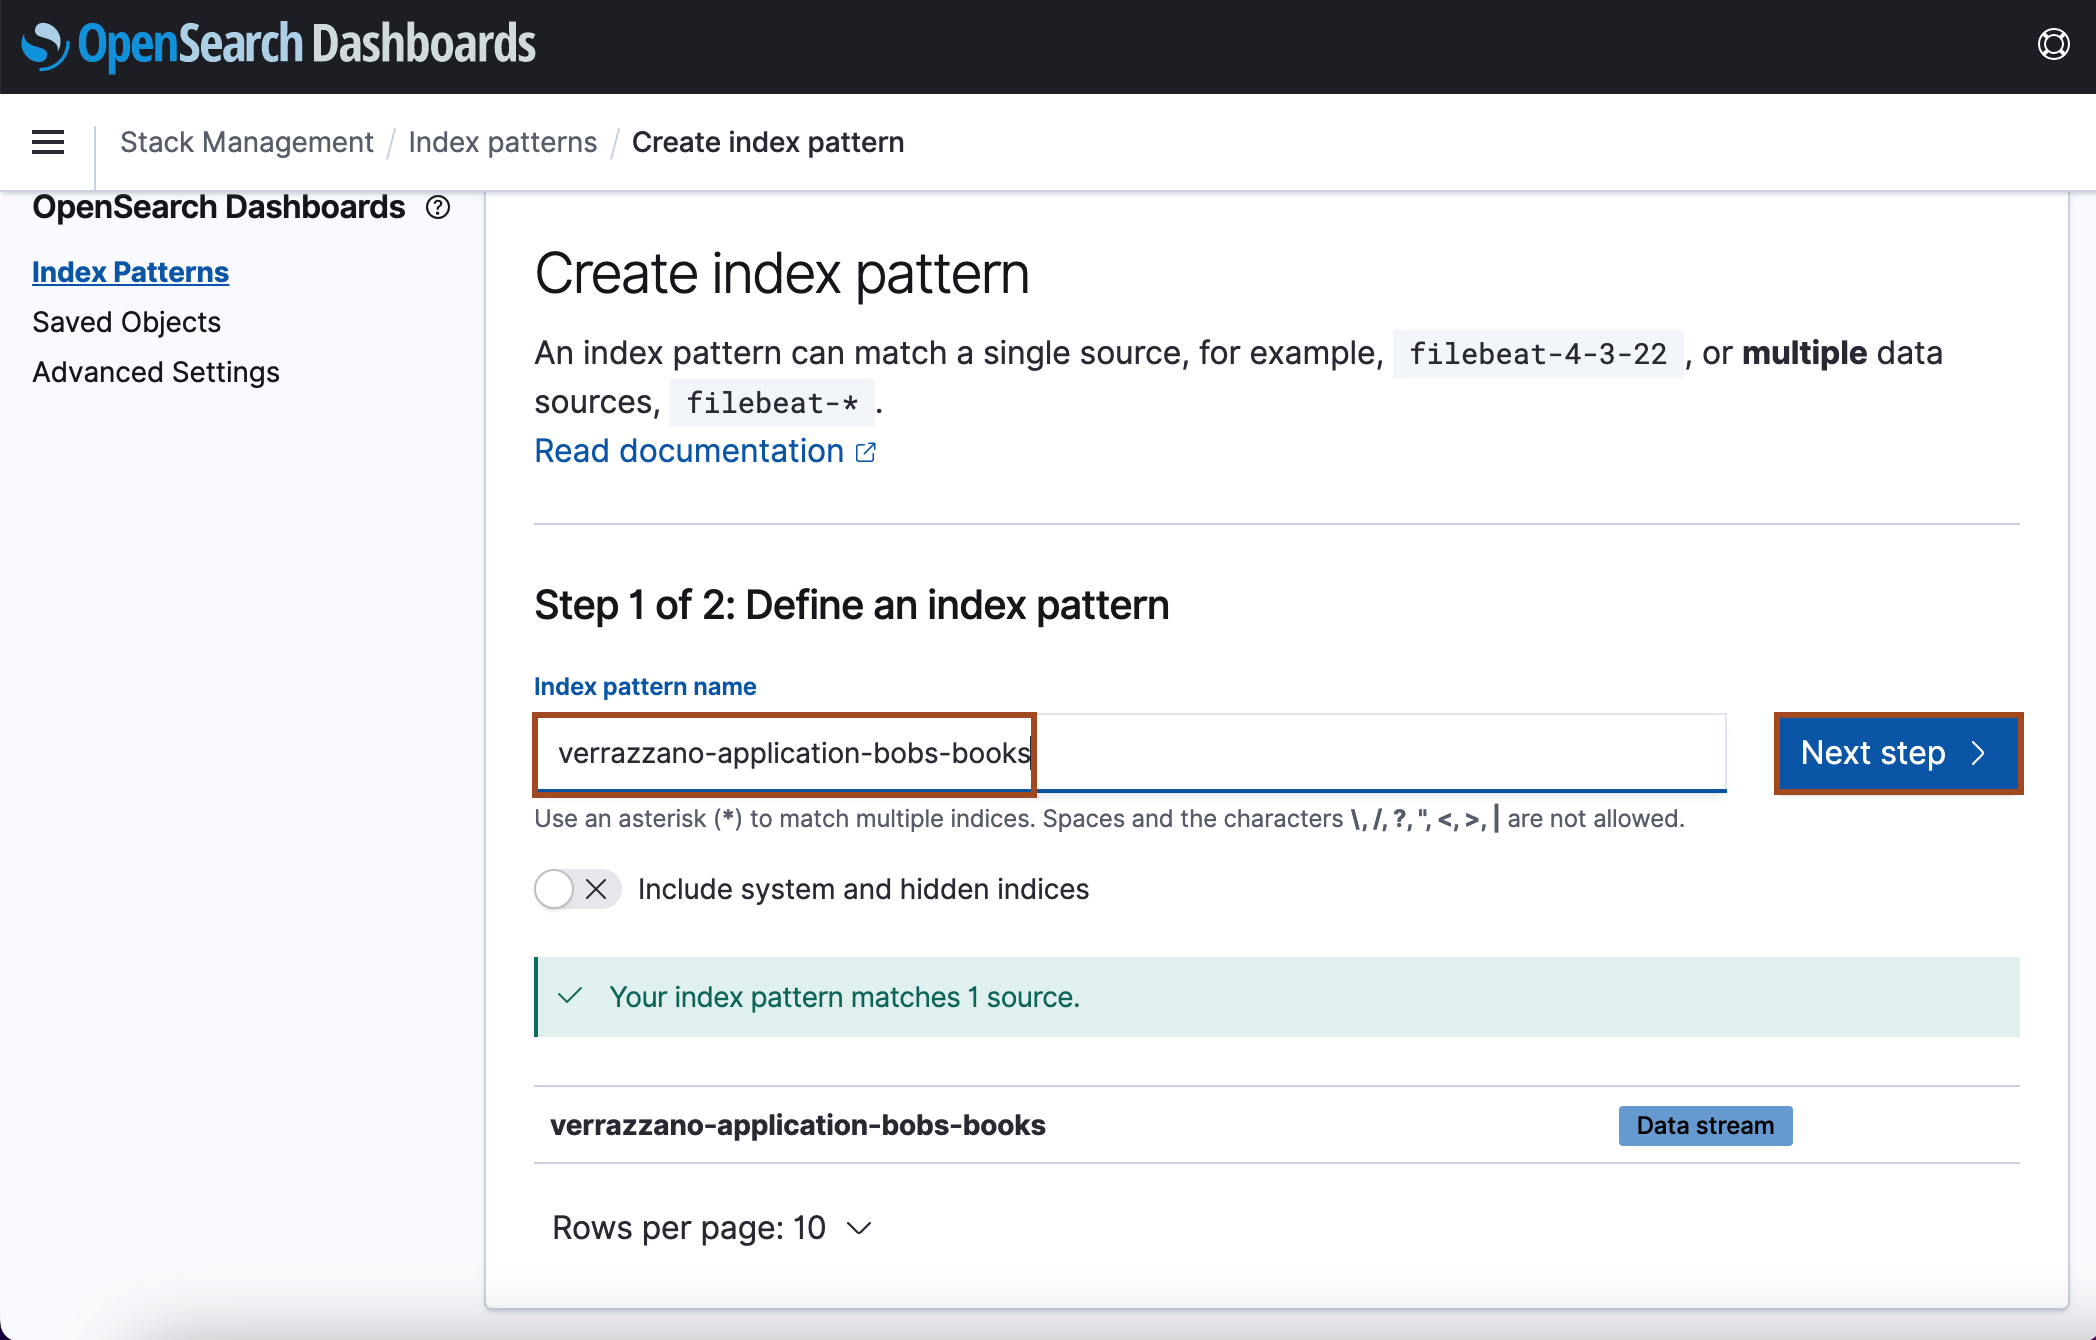 OpenSearch Dashboards
Stack Management / Index patterns / Create index pattern
OpenSearch Dashboards
Index Patterns
Saved Objects
Advanced Settings
Create index pattern
An index pattern can match a single source, for example, filebeat-4-3-22 , or multiple data
sources, filebeat-* .
Read documentation
Step 1 of 2: Define an index pattern
Index pattern name
verrazzano-application-bobs-books
Next step
Use an asterisk (*) to match multiple indices. Spaces and the characters \, /, ?, ", <, >, | are not allowed.
Include system and hidden indices
Your index pattern matches 1 source.
verrazzano-application-bobs-books Data stream
Rows per page: 10